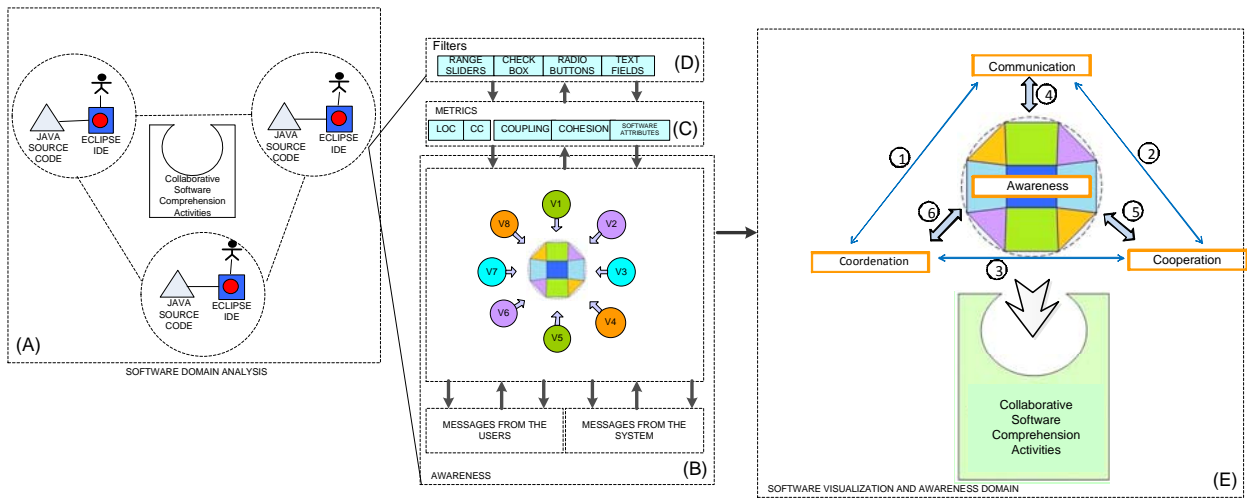 JAVA
SOURCE
CODE
ECLIPSE
IDE
JAVA
SOURCE
CODE
ECLIPSE
IDE
Collaborative
Software
Comprehension
Activities
JAVA
SOURCE
CODE
ECLIPSE
IDE
(A)
SOFTWARE DOMAIN ANALYSIS
Filters
RANGE
SLIDERS
CHECK
BOX
RADIO
BUTTONS
TEXT
FIELDS
(D)
METRICS
LOC
CC
COUPLING
COHESION
SOFTWARE
ATTRIBUTES
(C)
V1
V8
V2
V7
V3
V6
V4
V5
MESSAGES FROM THE
USERS
MESSAGES FROM THE
SYSTEM
AWARENESS
(B)
Communication
4
1
2
Awareness
6
5
Coordenation
3
Cooperation
Collaborative
Software
Comprehension
Activities
SOFTWARE VISUALIZATION AND AWARENESS DOMAIN
(E)